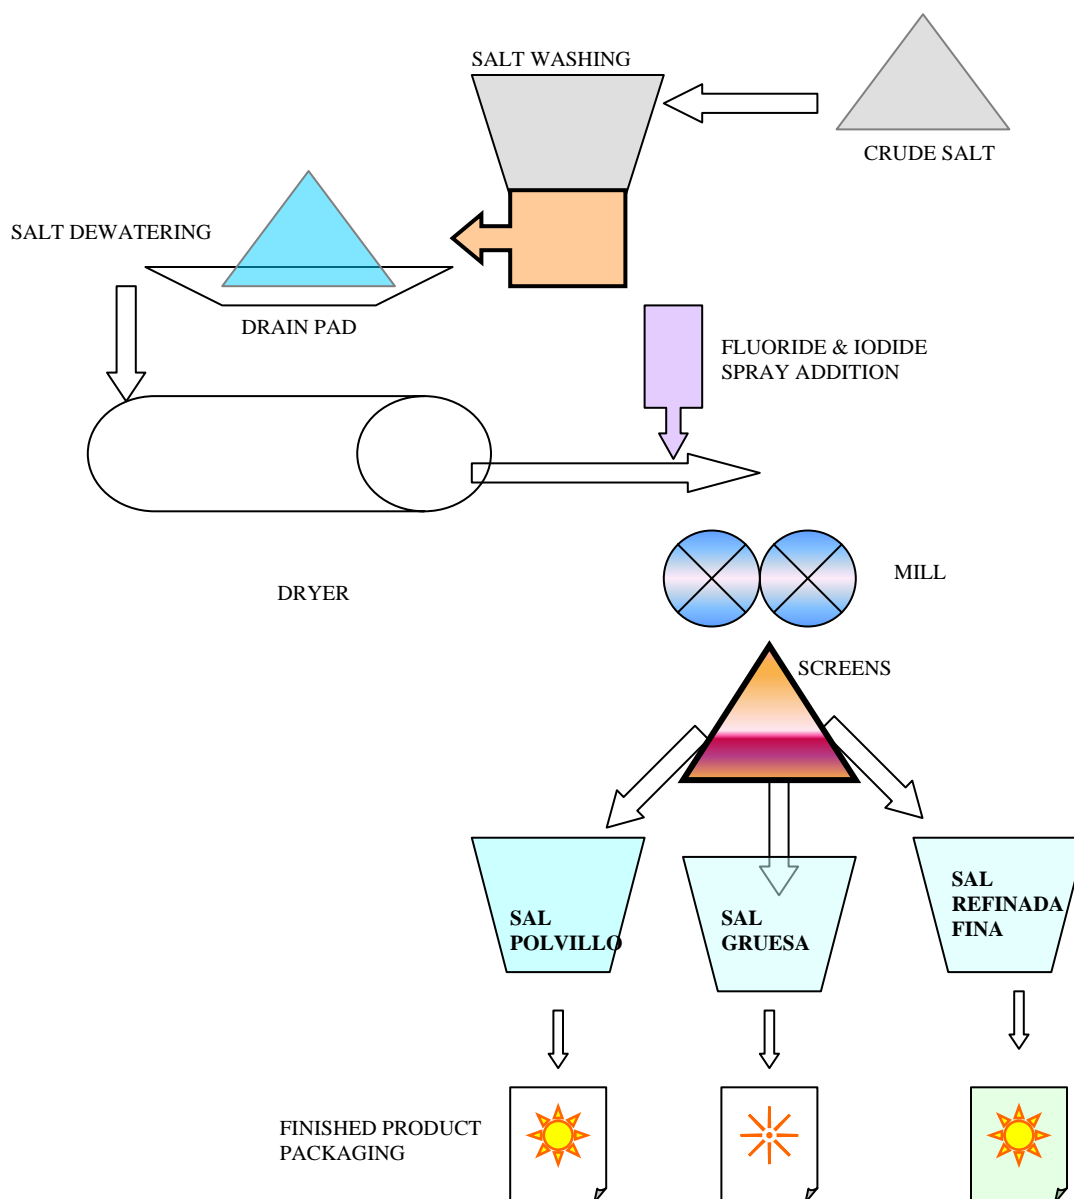 SALT WASHING
CRUDE SALT
SALT DEWATERING
DRAIN PAD
FLUORIDE & IODIDE
SPRAY ADDITION
DRYER
MILL
SCREENS
SAL
POLVILLO
SAL
GRUESA
SAL
REFINADA
FINA
FINISHED PRODUCT
PACKAGING